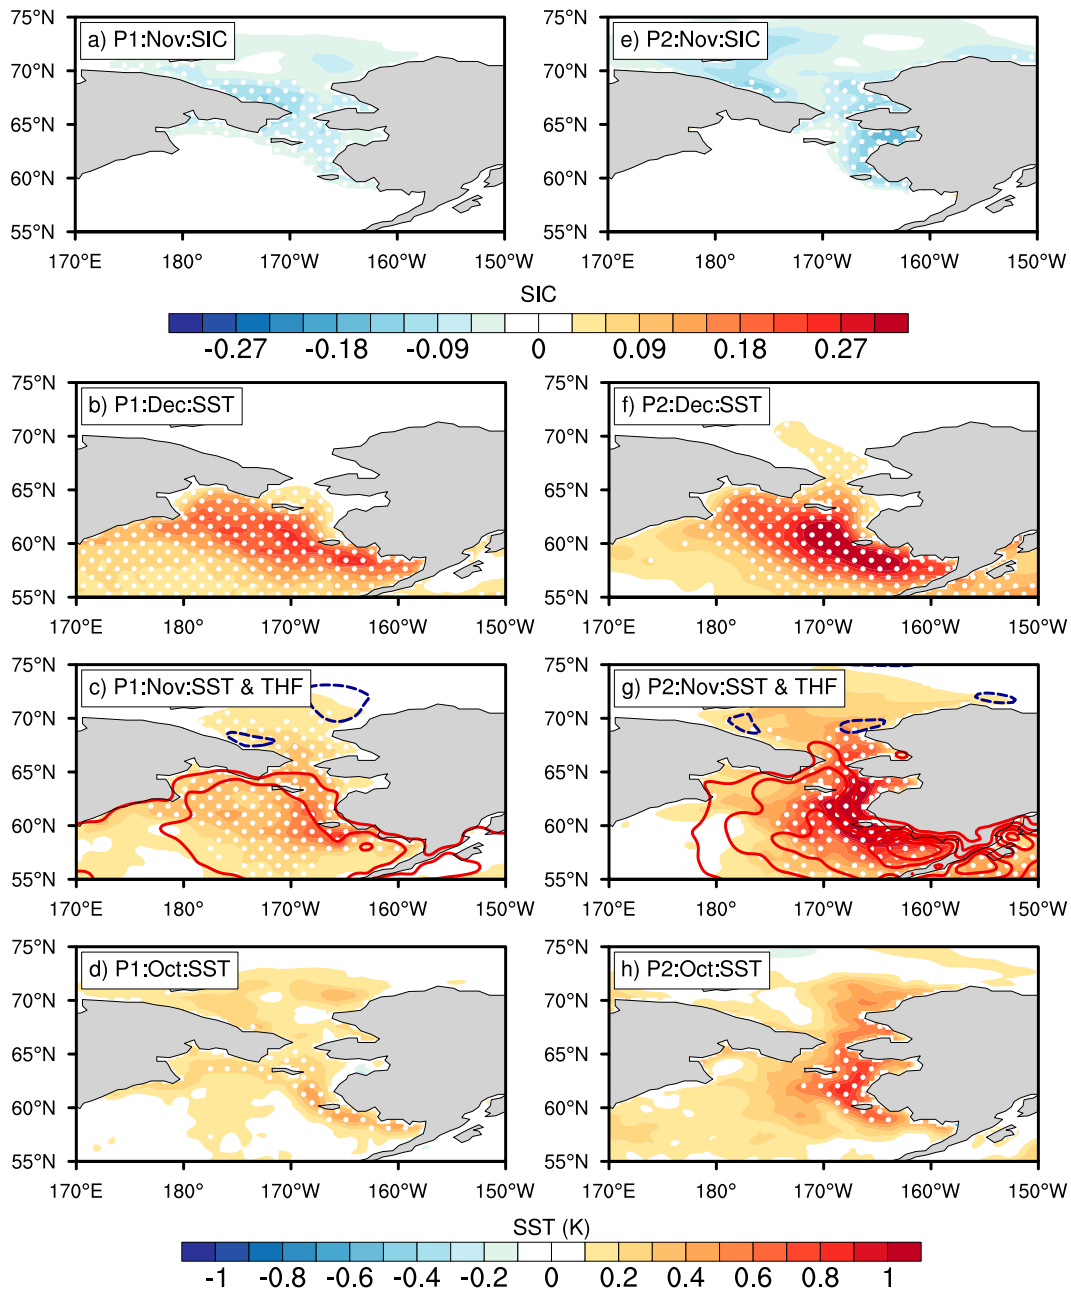 75°N
70°N
65°N
60°N
55°N
a) P1:Nov:SIC
170°E 180° 170°W 160°W 150°W
75°N
70°N
65°N
60°N
55°N
e) P2:Nov:SIC
170°E 180° 170°W 160°W 150°W
SIC
-0.27 -0.18 -0.09 0 0.09 0.18 0.27
75°N
70°N
65°N
60°N
55°N
b) P1:Dec:SST
170°E 180° 170°W 160°W 150°W
75°N
70°N
65°N
60°N
55°N
f) P2:Dec:SST
170°E 180° 170°W 160°W 150°W
75°N
70°N
65°N
60°N
55°N
c) P1:Nov:SST & THF
170°E 180° 170°W 160°W 150°W
75°N
70°N
65°N
60°N
55°N
g) P2:Nov:SST & THF
170°E 180° 170°W 160°W 150°W
75°N
70°N
65°N
60°N
55°N
d) P1:Oct:SST
170°E 180° 170°W 160°W 150°W
75°N
70°N
65°N
60°N
55°N
h) P2:Oct:SST
170°E 180° 170°W 160°W 150°W
SST (K)
-1 -0.8 -0.6 -0.4 -0.2 0 0.2 0.4 0.6 0.8 1